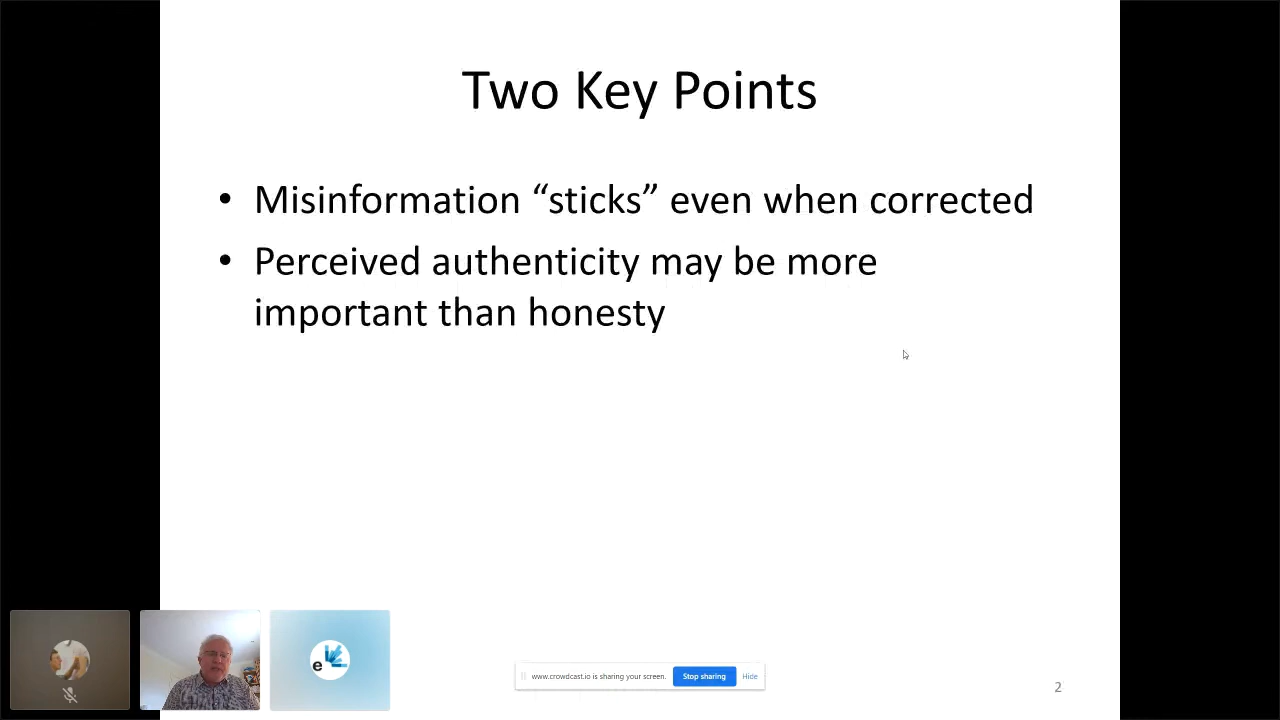 Two Key Points
• Misinformation “sticks” even when corrected
• Perceived authenticity may be more
important than honesty
e
www.crowdcast.io is sharing your screen. Stop sharing Hide
2